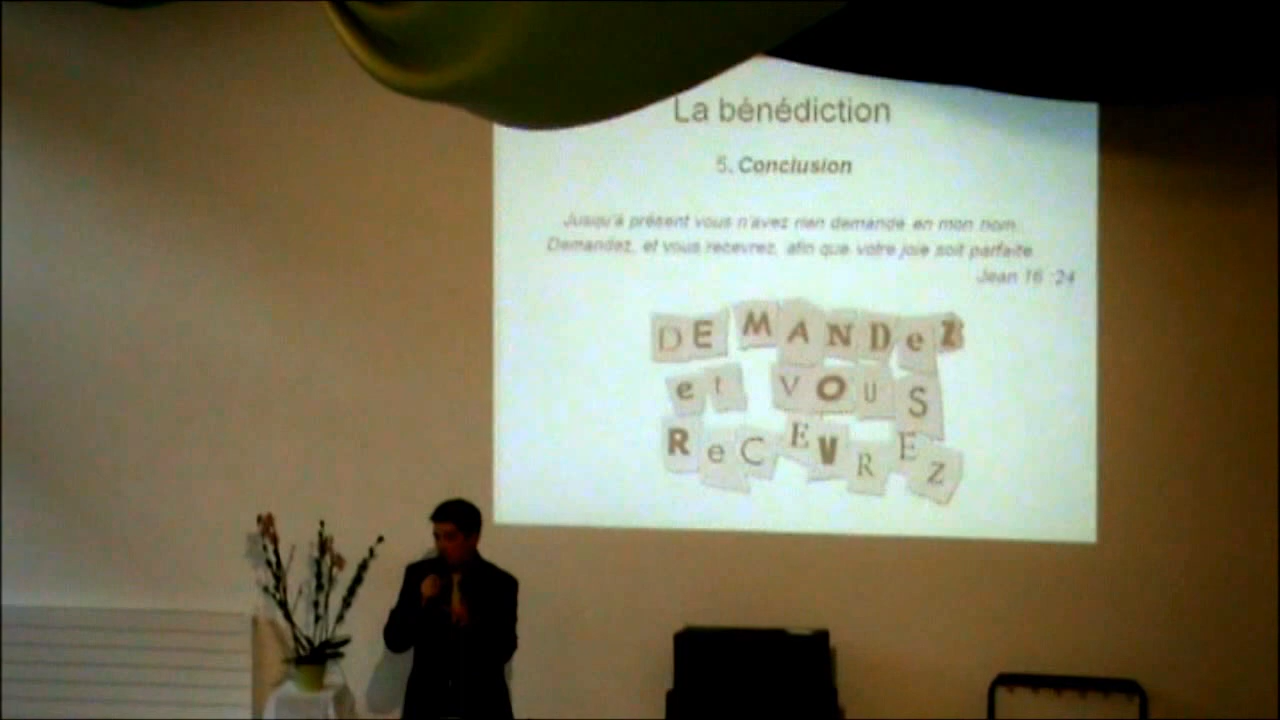 La bénédiction
5. Conclusion
Jusqu'à présent vous n'avez rien demandé en mon nom.
Demandez, et vous recevrez, afin que votre joie soit parfaite
Jean 16 :24
DEMANDeZ
et VOUS
ReCEVREZ